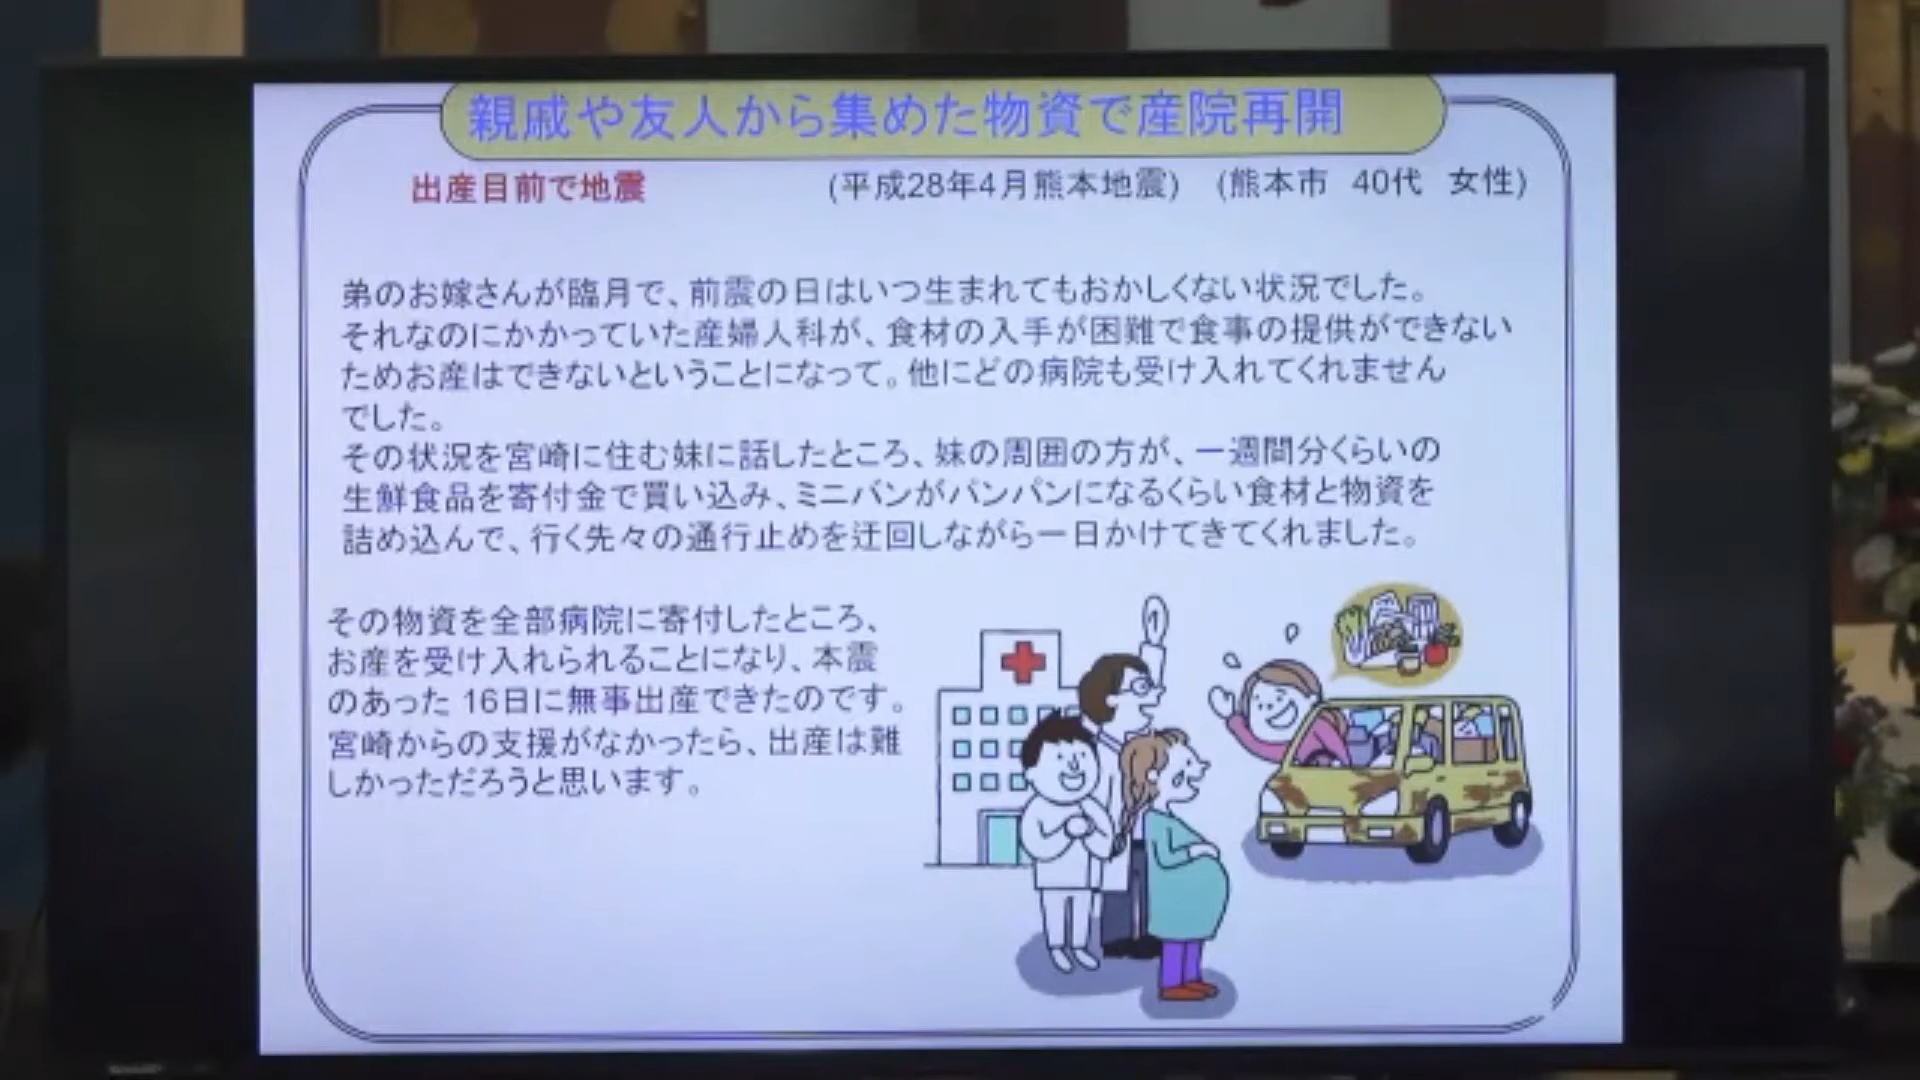 親戚や友人から集めた物資で産院再開
出産目前で地震 (平成28年4月熊本地震) (熊本市 40代 女性)
弟のお嫁さんが臨月で、前震の日はいつ生まれてもおかしくない状況でした。
それなのにかかっていた産婦人科が、食材の入手が困難で食事の提供ができない
ためお産はできないということになって。他にどの病院も受け入れてくれません
でした。
その状況を宮崎に住む妹に話したところ、妹の周囲の方が、一週間分くらいの
生鮮食品を寄付金で買い込み、ミニバンがパンパンになるくらい食材と物資を
詰め込んで、行く先々の通行止めを迂回しながら一日かけてきてくれました。
その物資を全部病院に寄付したところ、
お産を受け入れられることになり、本震
のあった 16日に無事出産できたのです。
宮崎からの支援がなかったら、出産は難
しかっただろうと思います。